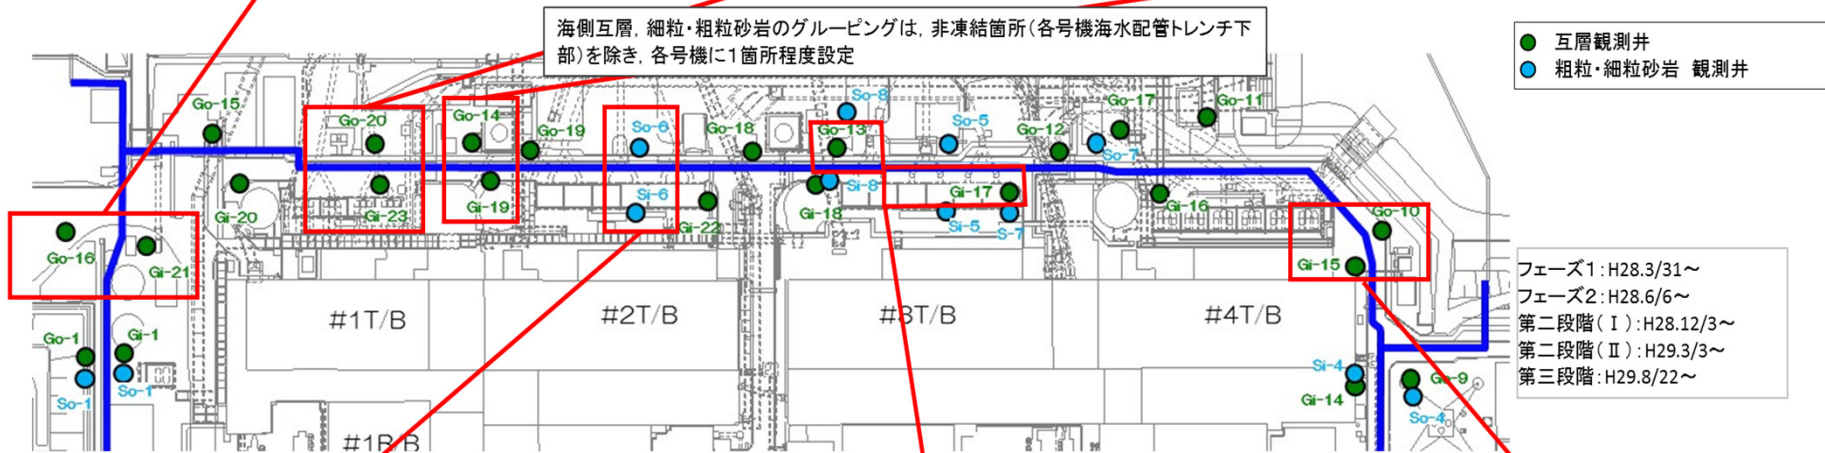 海側互層，細粒・粗粒砂岩のグルーピングは，非凍結箇所（各号機海水配管トレンチ下
部）を除き，各号機に１箇所程度設定
互層観測井
粗粒・細粒砂岩　観測井
Go-15
Go-20
Go-14
Go-19
So-6
Go-18
So-8
Go-13
So-5
Go-12
Go-17
So-7
Go-11
Gi-20
Gi-23
Gi-19
Si-6
Gi-22
Gi-18
Si-8
Gi-17
Si-5
S-7
Gi-16
Go-10
Gi-15
Go-16
Gi-21
#1T/B
#2T/B
#3T/B
#4T/B
Go-1
Gi-1
So-1
So-1
Si-4
Gi-14
Go-9
So-4
#1R/B
フェーズ１：H28.3/31～
フェーズ２：H28.6/6～
第二段階（Ⅰ）：H28.12/3～
第二段階（Ⅱ）：H29.3/3～
第三段階：H29.8/22～